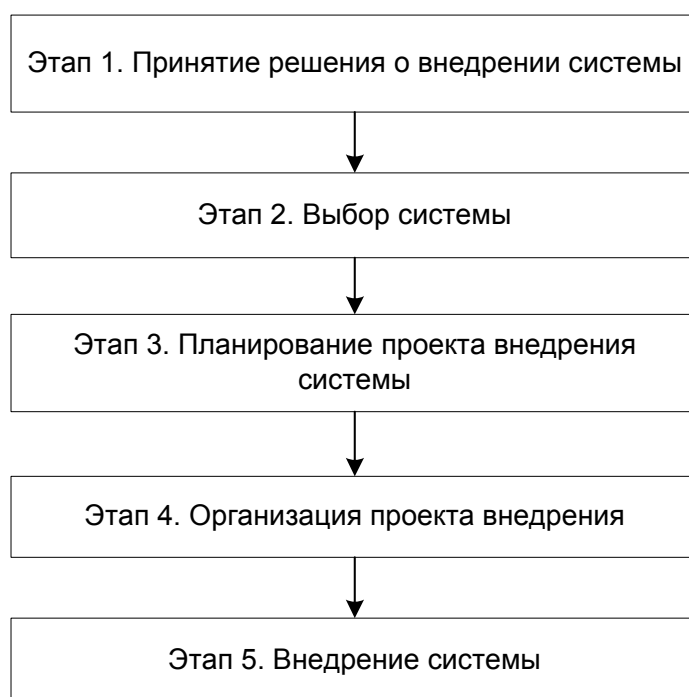 Этап 1. Принятие решения о внедрении системы
Этап 2. Выбор системы
Этап 3. Планирование проекта внедрения
системы
Этап 4. Организация проекта внедрения
Этап 5. Внедрение системы